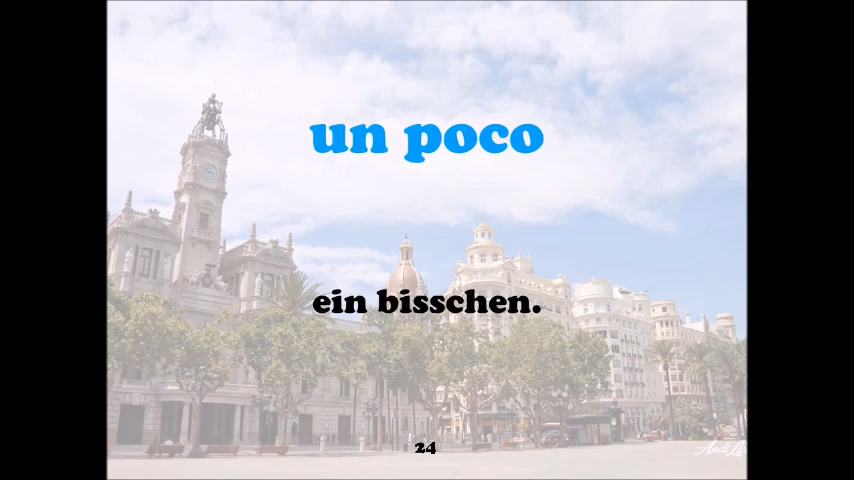 un poco
ein bisschen.
24